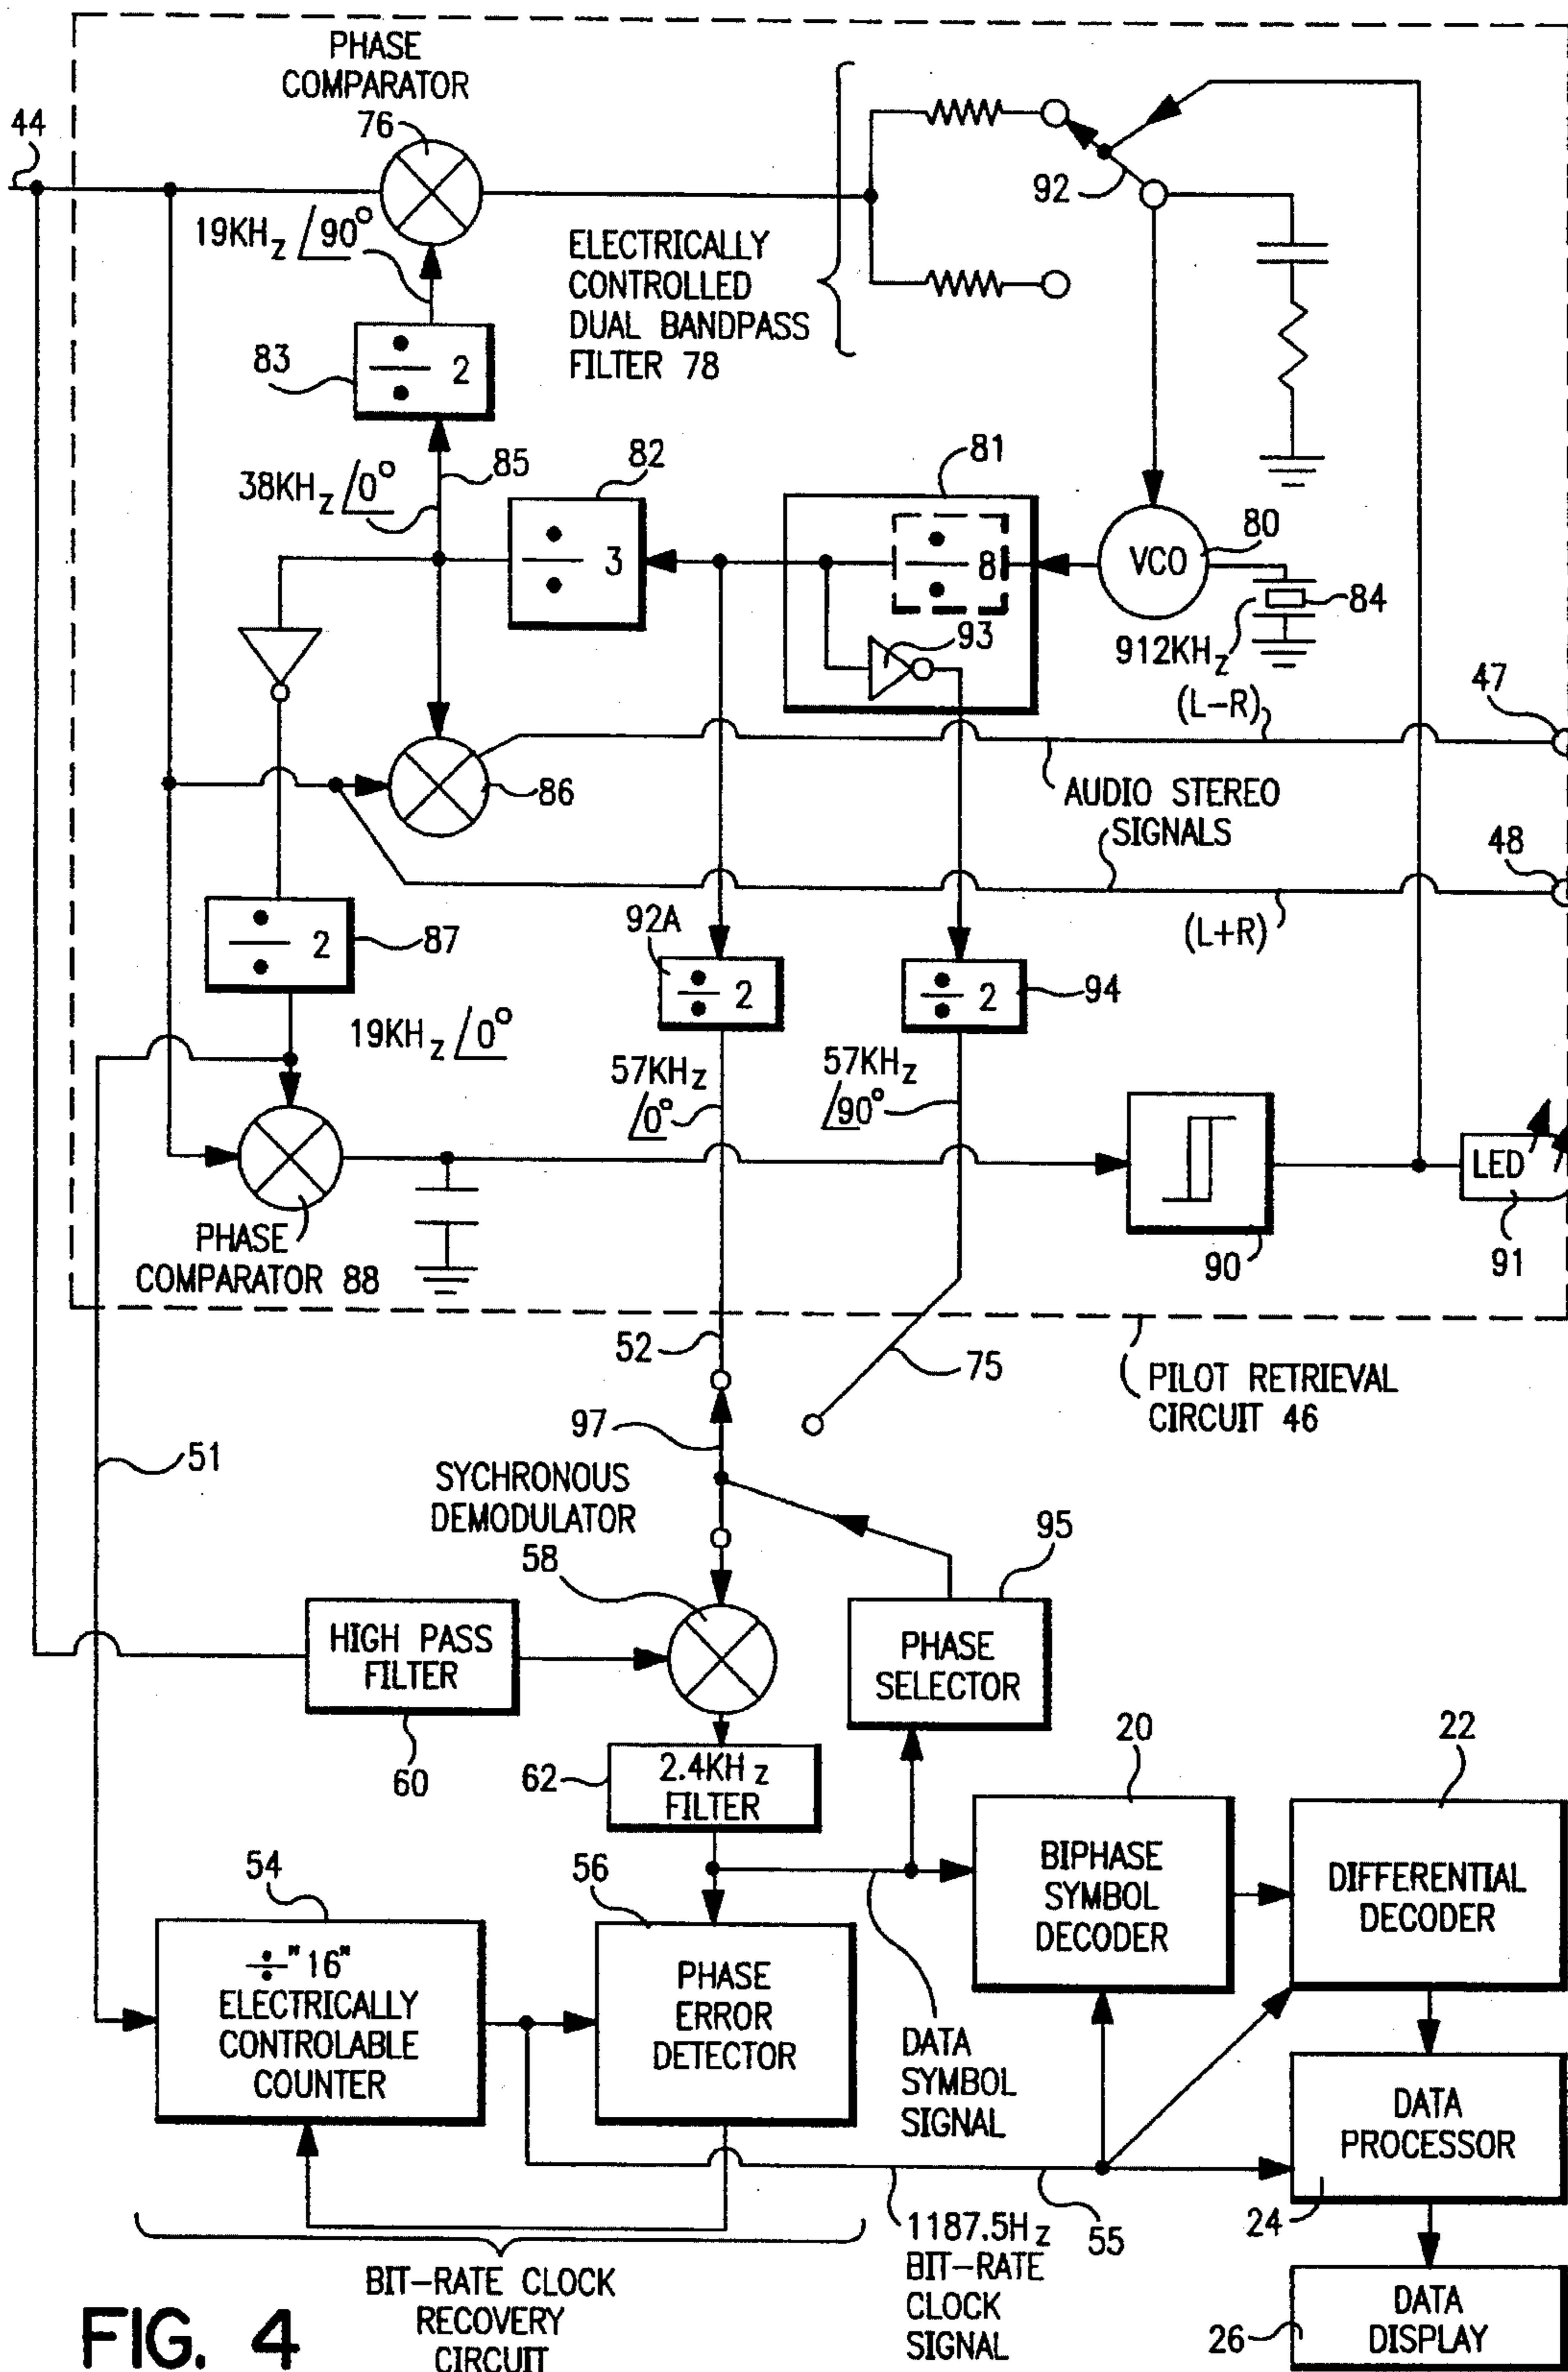 PHASE
COMPARATOR
76
44
92
19KHz /90°
ELECTRICALLY
CONTROLLED
DUAL BANDPASS
FILTER 78
83
÷ 2
38KHz /0°
85
82
÷ 3
81
÷ 8
93
VCO
80
84
912KHz
(L-R)
47
86
AUDIO STEREO
SIGNALS
48
(L+R)
÷ 2
87
92A
÷ 2
÷ 2
94
19KHz /0°
57KHz
/0°
57KHz
/90°
PHASE
COMPARATOR 88
90
LED
91
52
75
PILOT RETRIEVAL
CIRCUIT 46
97
51
SYCHRONOUS
DEMODULATOR
58
95
HIGH PASS
FILTER
60
PHASE
SELECTOR
62
2.4KHz
FILTER
20
22
BIPHASE
SYMBOL
DECODER
DIFFERENTIAL
DECODER
54
56
÷"16"
ELECTRICALLY
CONTROLABLE
COUNTER
PHASE
ERROR
DETECTOR
DATA
SYMBOL
SIGNAL
DATA
PROCESSOR
24
1187.5Hz
BIT-RATE
CLOCK
SIGNAL
55
BIT-RATE CLOCK
RECOVERY
CIRCUIT
DATA
DISPLAY
26
FIG. 4